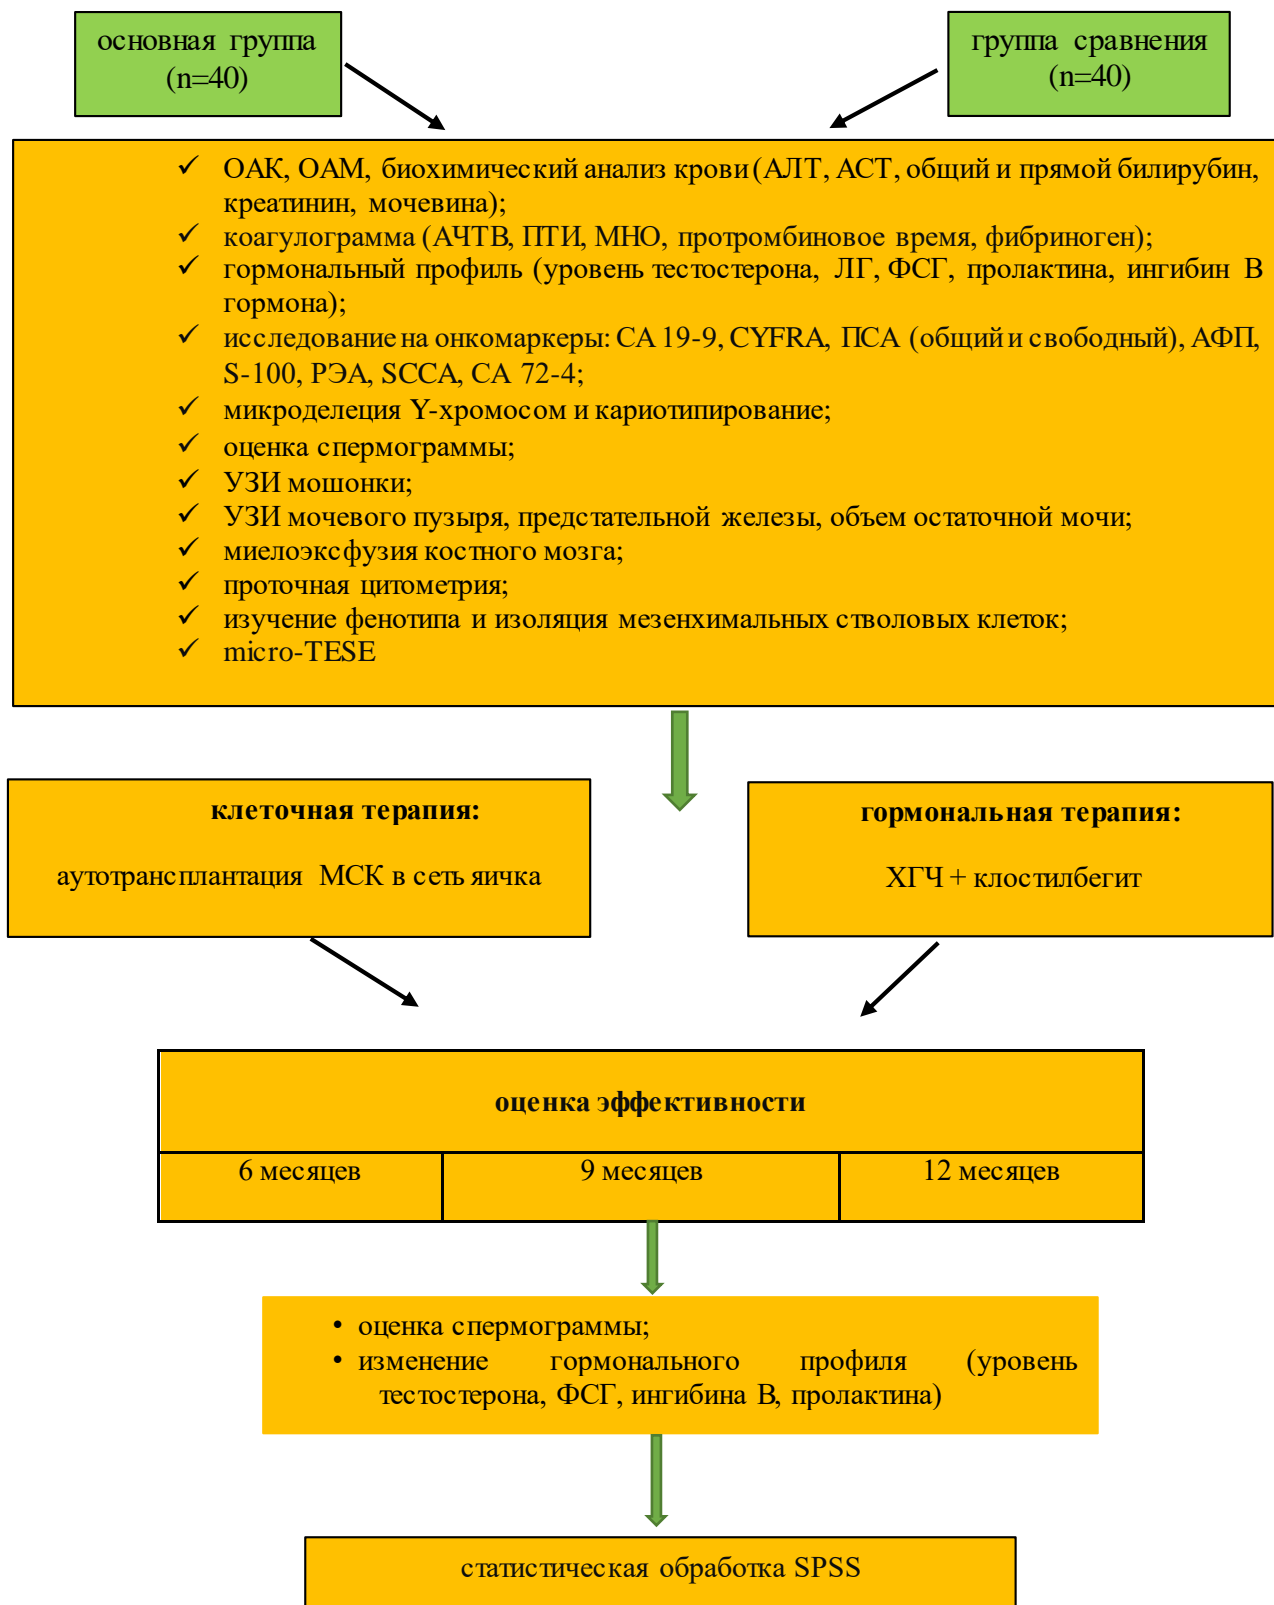 основная группа
(n=40)
группа сравнения
(n=40)
✓ ОАК, ОАМ, биохимический анализ крови (АЛТ, АСТ, общий и прямой билирубин,
креатинин, мочевина);
✓ коагулограмма (АЧТВ, ПТИ, МНО, протромбиновое время, фибриноген);
✓ гормональный профиль (уровень тестостерона, ЛГ, ФСГ, пролактина, ингибин В
гормона);
✓ исследование на онкомаркеры: СА 19-9, CYFRA, ПСА (общий и свободный), АФП,
S-100, РЭА, SCCA, СА 72-4;
✓ микроделеция Y-хромосом и кариотипирование;
✓ оценка спермограммы;
✓ УЗИ мошонки;
✓ УЗИ мочевого пузыря, предстательной железы, объем остаточной мочи;
✓ миелоэксфузия костного мозга;
✓ проточная цитометрия;
✓ изучение фенотипа и изоляция мезенхимальных стволовых клеток;
✓ micro-TESE
клеточная терапия:
аутотрансплантация МСК в сеть яичка
гормональная терапия:
ХГЧ + клостилбегит
оценка эффективности
6 месяцев
9 месяцев
12 месяцев
• оценка спермограммы;
• изменение гормонального профиля (уровень
тестостерона, ФСГ, ингибина В, пролактина)
статистическая обработка SPSS